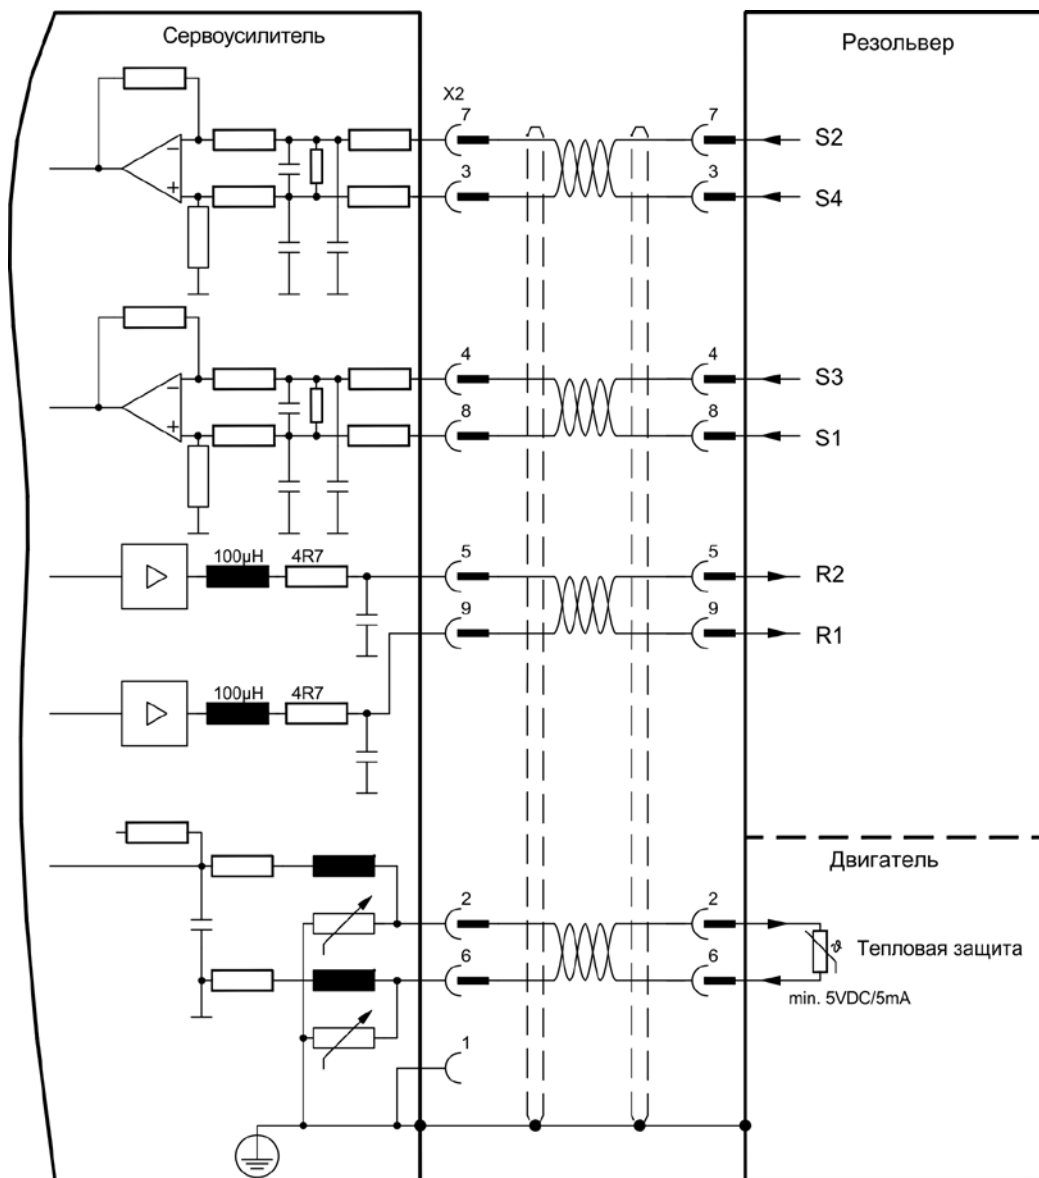 Сервоусилитель
Резольвер
X2
7
7
S2
−
+
3
3
S4
4
4
S3
−
+
8
8
S1
100µH
4R7
5
5
R2
9
9
R1
100µH
4R7
Двигатель
2
2
ϑ
Тепловая защита
6
6
min. 5VDC/5mA
1